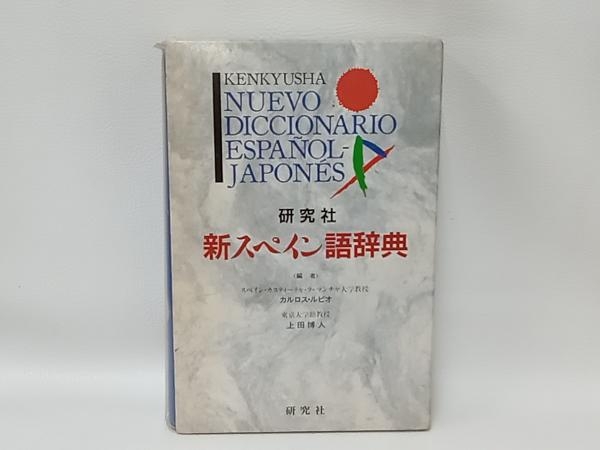 KENKYUSHA
NUEVO
DICCIONARIO
ESPAÑOL-
JAPONÉS
研究社
新スペイン語辞典
〈編者〉
スペイン・カスティーリャ・ラ・マンチャ大学教授
カルロス・ルビオ
東京大学助教授
上田博人
研究社